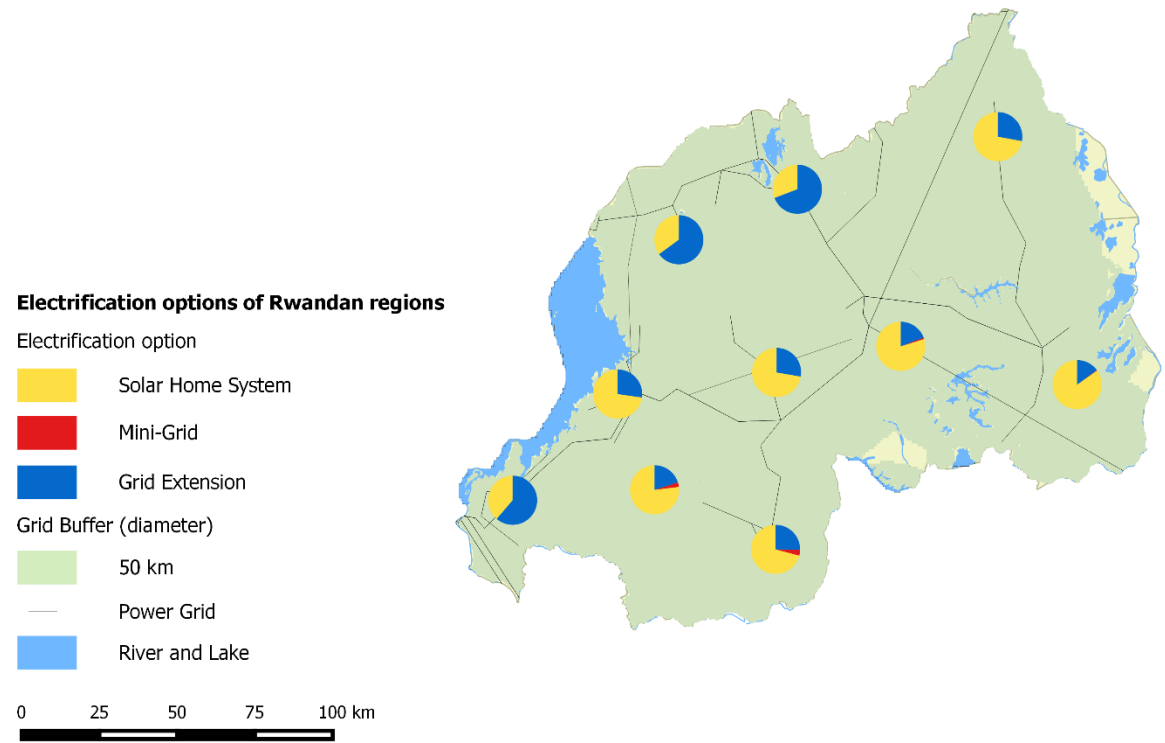 Electrification options of Rwandan regions
Electrification option
Solar Home System
Mini-Grid
Grid Extension
Grid Buffer (diameter)
50 km
Power Grid
River and Lake
0 25 50 75 100 km